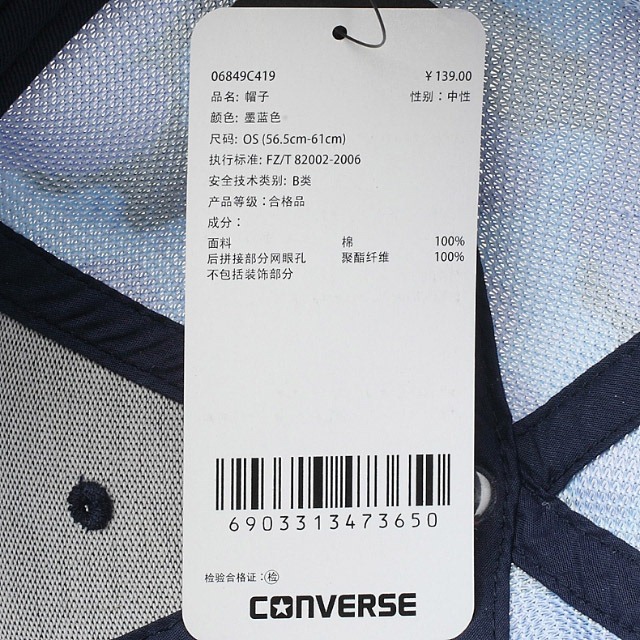 06849C419 ¥139.00
品名: 帽子 性别：中性
颜色: 墨蓝色
尺码: OS (56.5cm-61cm)
执行标准: FZ/T 82002-2006
安全技术类别: B类
产品等级：合格品
成分：
面料 棉 100%
后拼接部分网眼孔 聚酯纤维 100%
不包括装饰部分
6903313473650
检验合格证：㊬检
CONVERSE